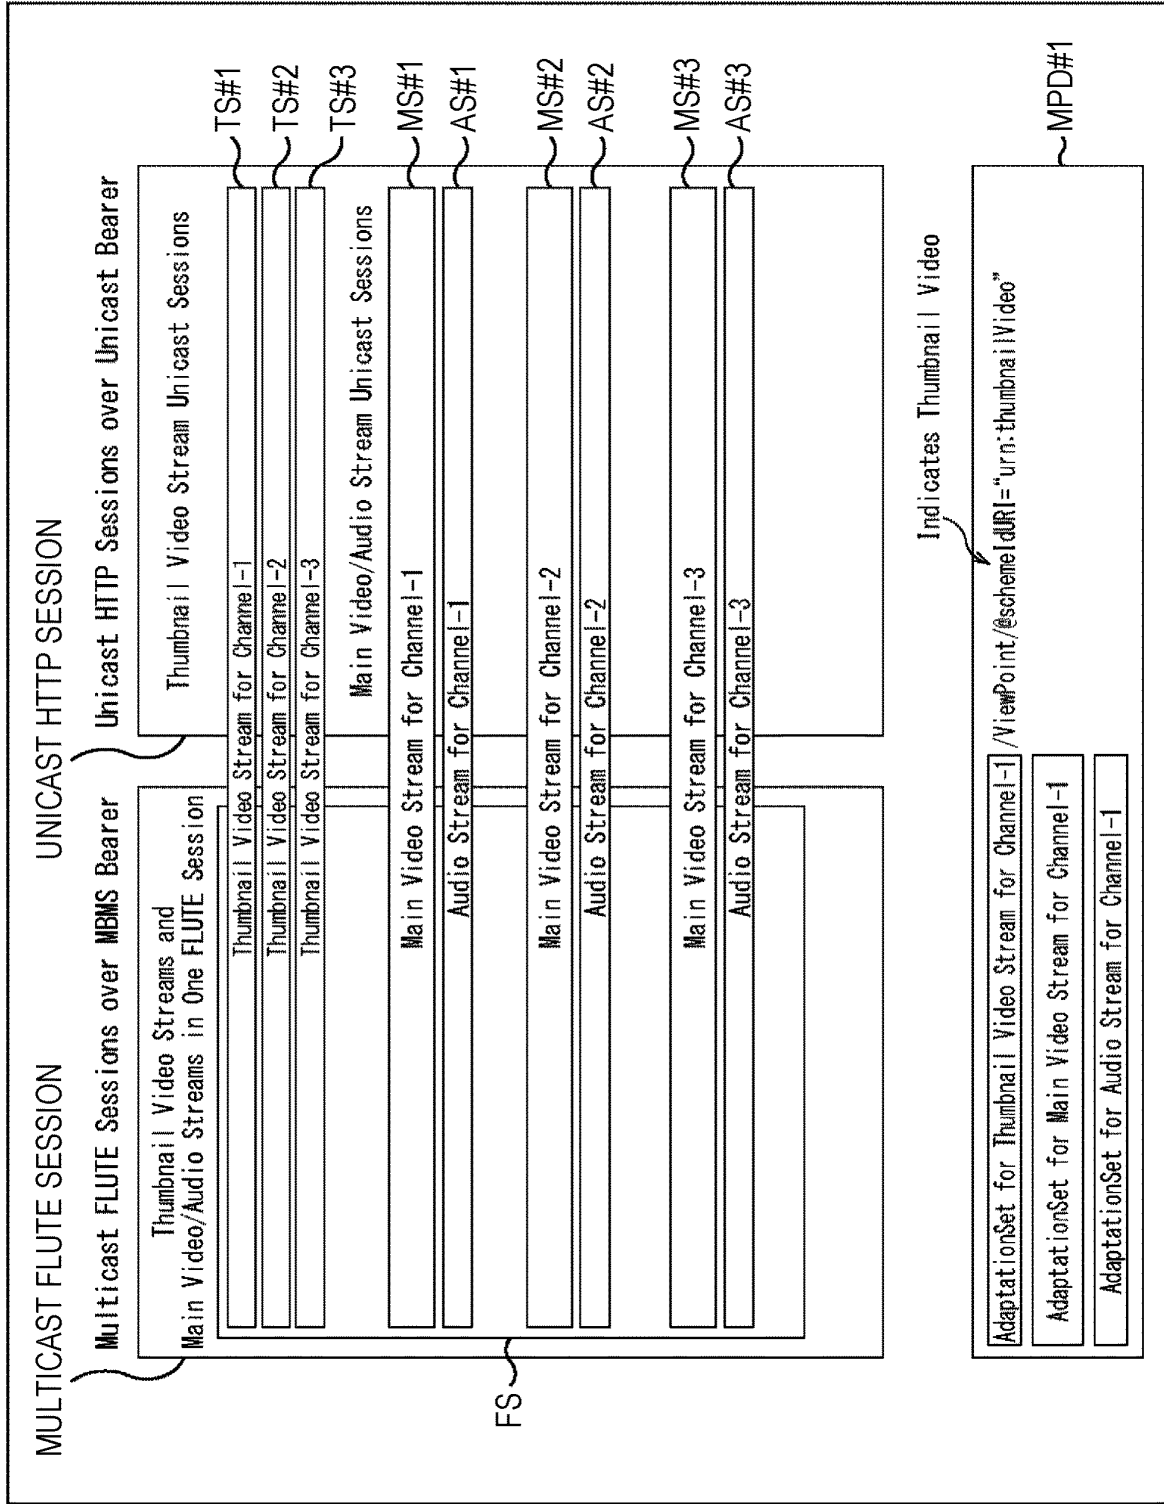 MULTICAST FLUTE SESSION
UNICAST HTTP SESSION
Multicast FLUTE Sessions over MBMS Bearer
Unicast HTTP Sessions over Unicast Bearer
Thumbnail Video Streams and
Main Video/Audio Streams in One FLUTE Session
Thumbnail Video Stream Unicast Sessions
Thumbnail Video Stream for Channel-1
TS#1
Thumbnail Video Stream for Channel-2
TS#2
Thumbnail Video Stream for Channel-3
TS#3
Main Video/Audio Stream Unicast Sessions
Main Video Stream for Channel-1
MS#1
Audio Stream for Channel-1
AS#1
FS
Main Video Stream for Channel-2
MS#2
Audio Stream for Channel-2
AS#2
Main Video Stream for Channel-3
MS#3
Audio Stream for Channel-3
AS#3
Indicates Thumbnail Video
AdaptationSet for Thumbnail Video Stream for Channel-1
/ViewPoint/@schemeIdURI="urn:thumbnailVideo"
MPD#1
AdaptationSet for Main Video Stream for Channel-1
AdaptationSet for Audio Stream for Channel-1